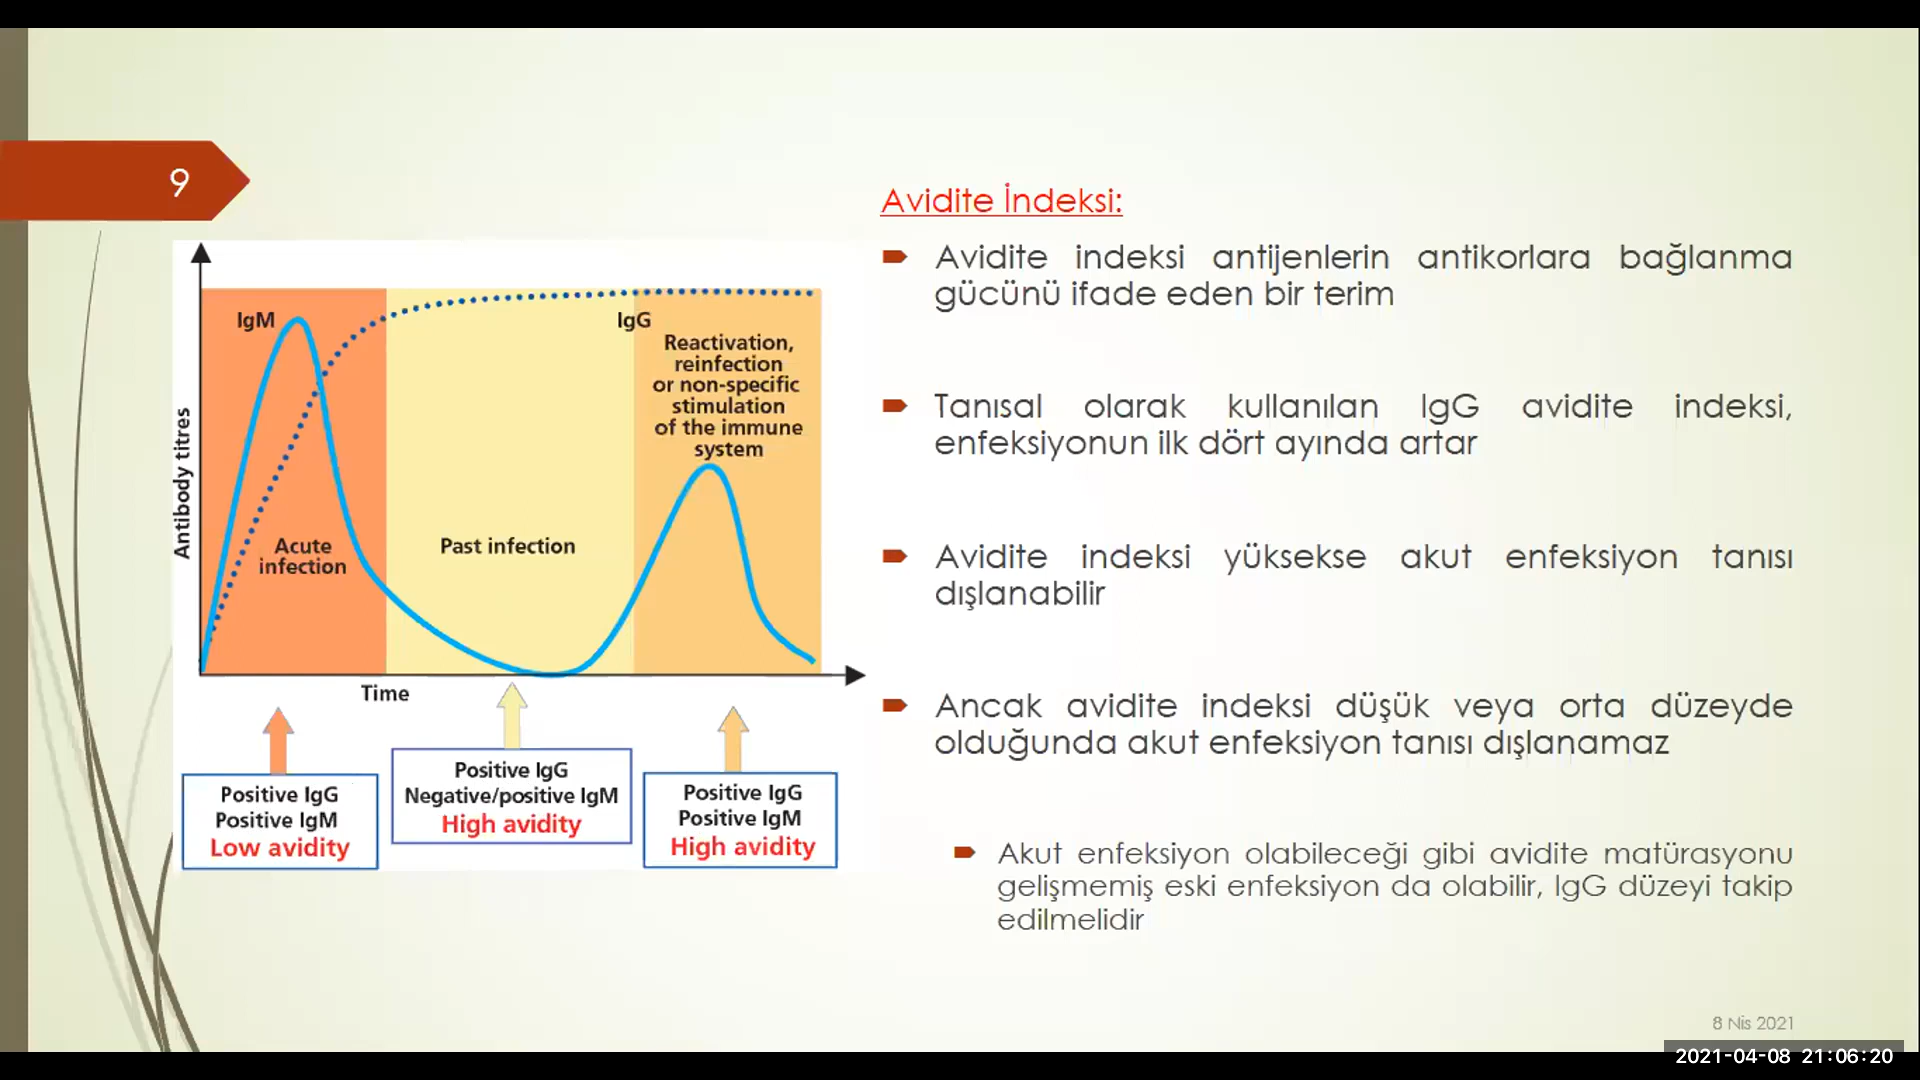 9
Avidite İndeksi:
Avidite indeksi antijenlerin antikorlara bağlanma
gücünü ifade eden bir terim
Tanısal olarak kullanılan IgG avidite indeksi,
enfeksiyonun ilk dört ayında artar
Avidite indeksi yüksekse akut enfeksiyon tanısı
dışlanabilir
Ancak avidite indeksi düşük veya orta düzeyde
olduğunda akut enfeksiyon tanısı dışlanamaz
Akut enfeksiyon olabileceği gibi avidite matürasyonu
gelişmemiş eski enfeksiyon da olabilir, IgG düzeyi takip
edilmelidir
Antibody titres
IgM
IgG
Reactivation,
reinfection
or non-specific
stimulation
of the immune
system
Acute
infection
Past infection
Time
Positive IgG
Positive IgM
Low avidity
Positive IgG
Negative/positive IgM
High avidity
Positive IgG
Positive IgM
High avidity
8 Nis 2021
2021-04-08 21:06:20